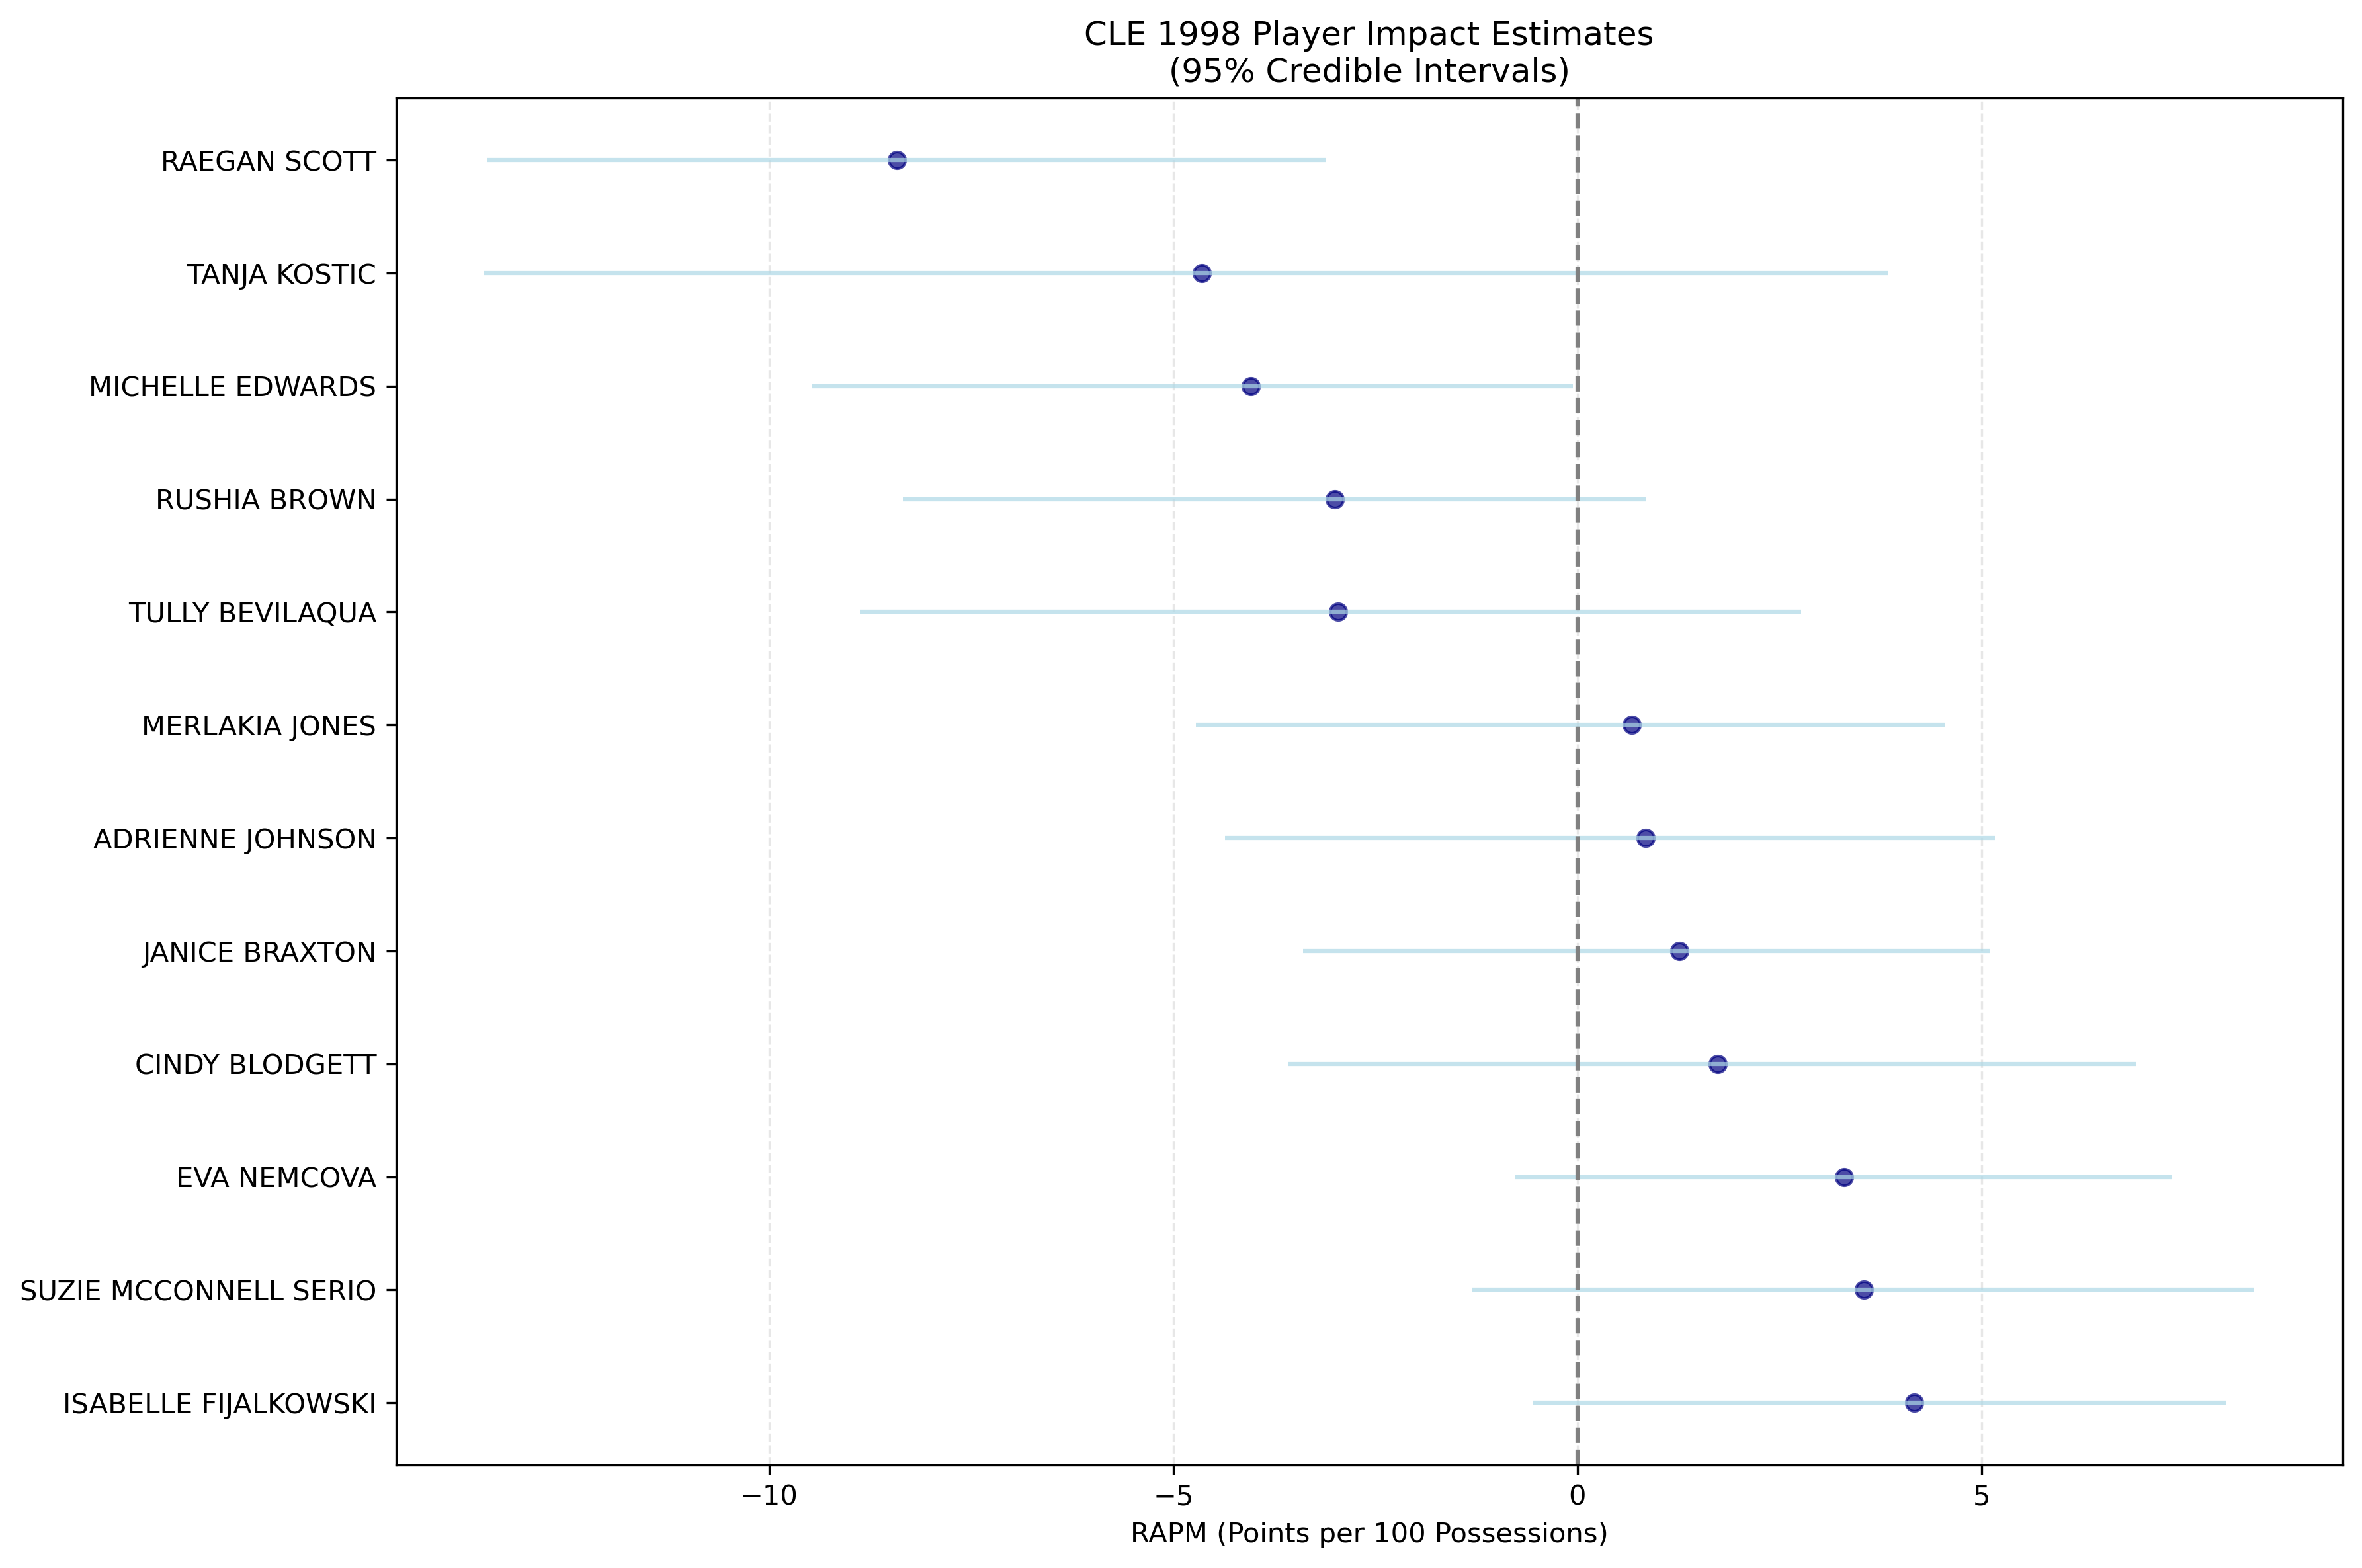 CLE 1998 Player Impact Estimates
(95% Credible Intervals)
RAEGAN SCOTT
TANJA KOSTIC
MICHELLE EDWARDS
RUSHIA BROWN
TULLY BEVILAQUA
MERLAKIA JONES
ADRIENNE JOHNSON
JANICE BRAXTON
CINDY BLODGETT
EVA NEMCOVA
SUZIE MCCONNELL SERIO
ISABELLE FIJALKOWSKI
−10 −5 0 5
RAPM (Points per 100 Possessions)